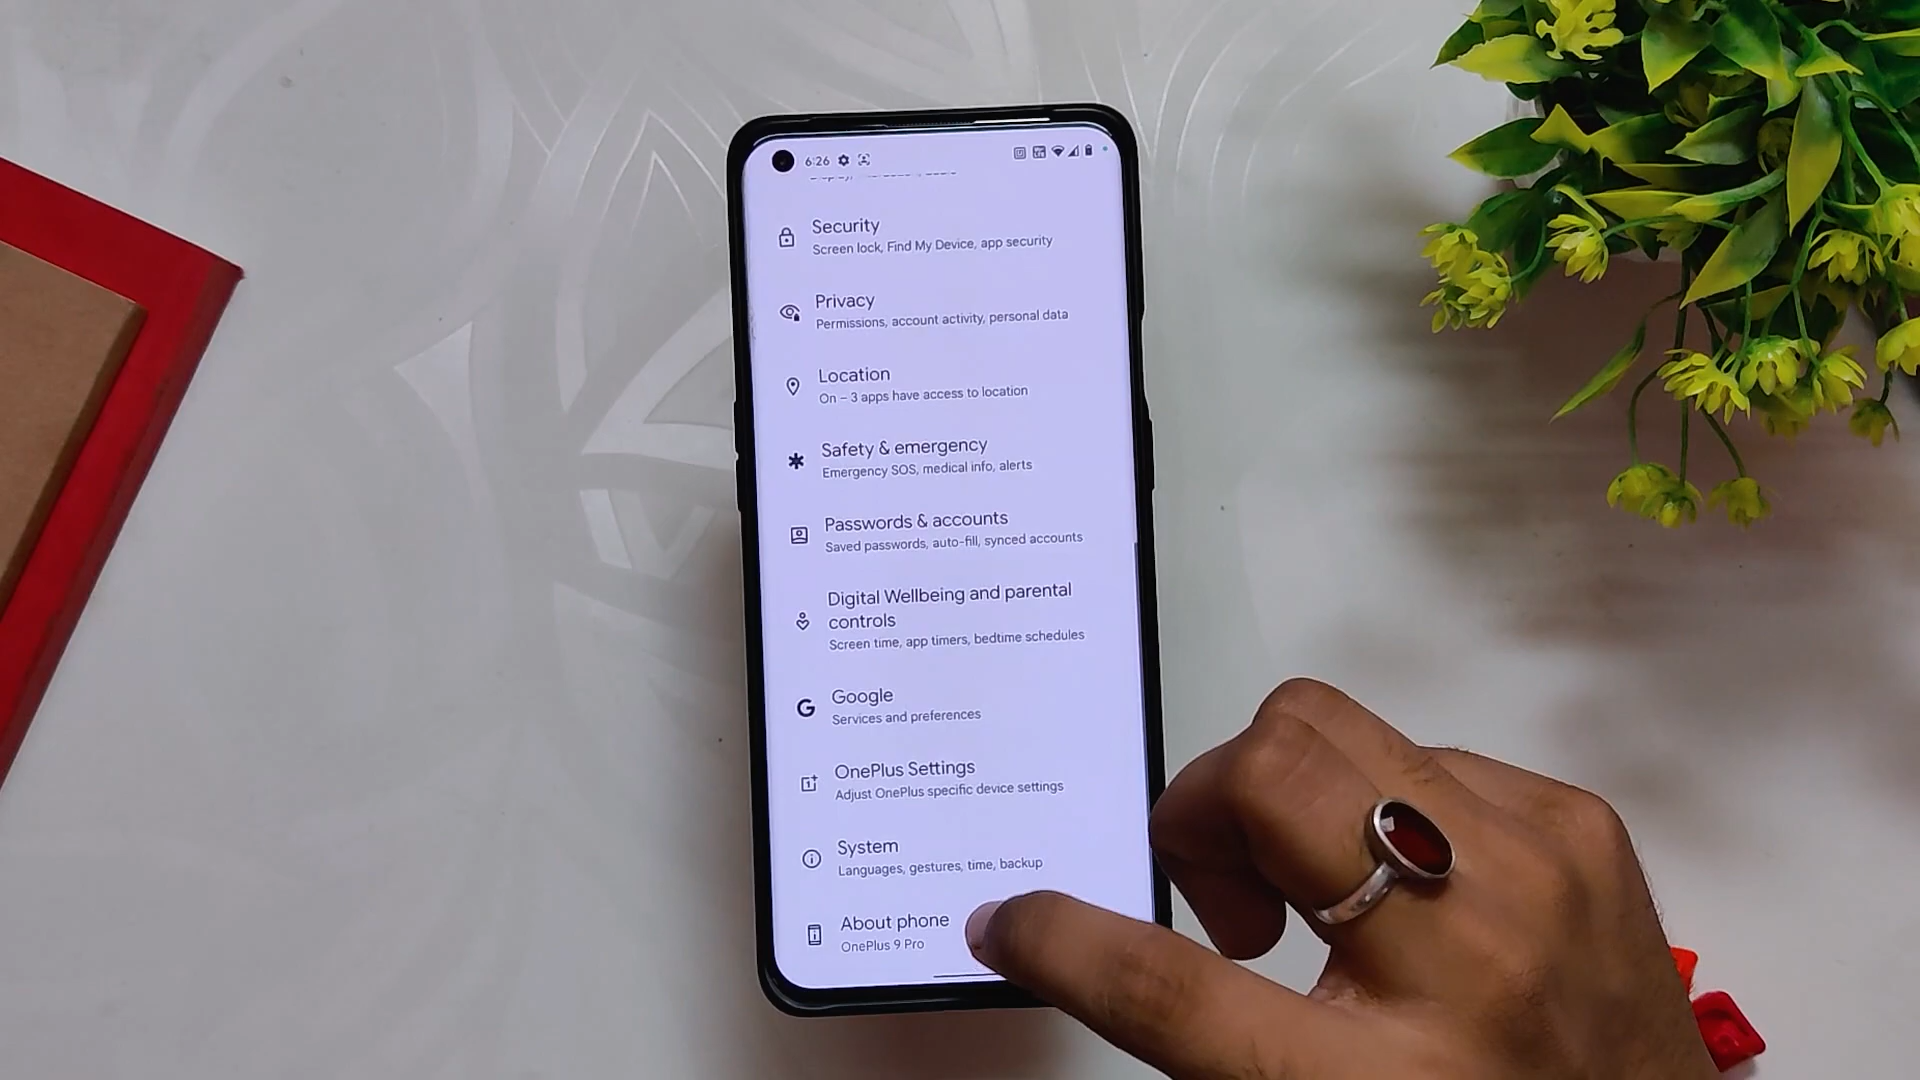 6:26
Security
Screen lock, Find My Device, app security
Privacy
Permissions, account activity, personal data
Location
On – 3 apps have access to location
Safety & emergency
Emergency SOS, medical info, alerts
Passwords & accounts
Saved passwords, auto-fill, synced accounts
Digital Wellbeing and parental
controls
Screen time, app timers, bedtime schedules
Google
Services and preferences
OnePlus Settings
Adjust OnePlus specific device settings
System
Languages, gestures, time, backup
About phone
OnePlus 9 Pro